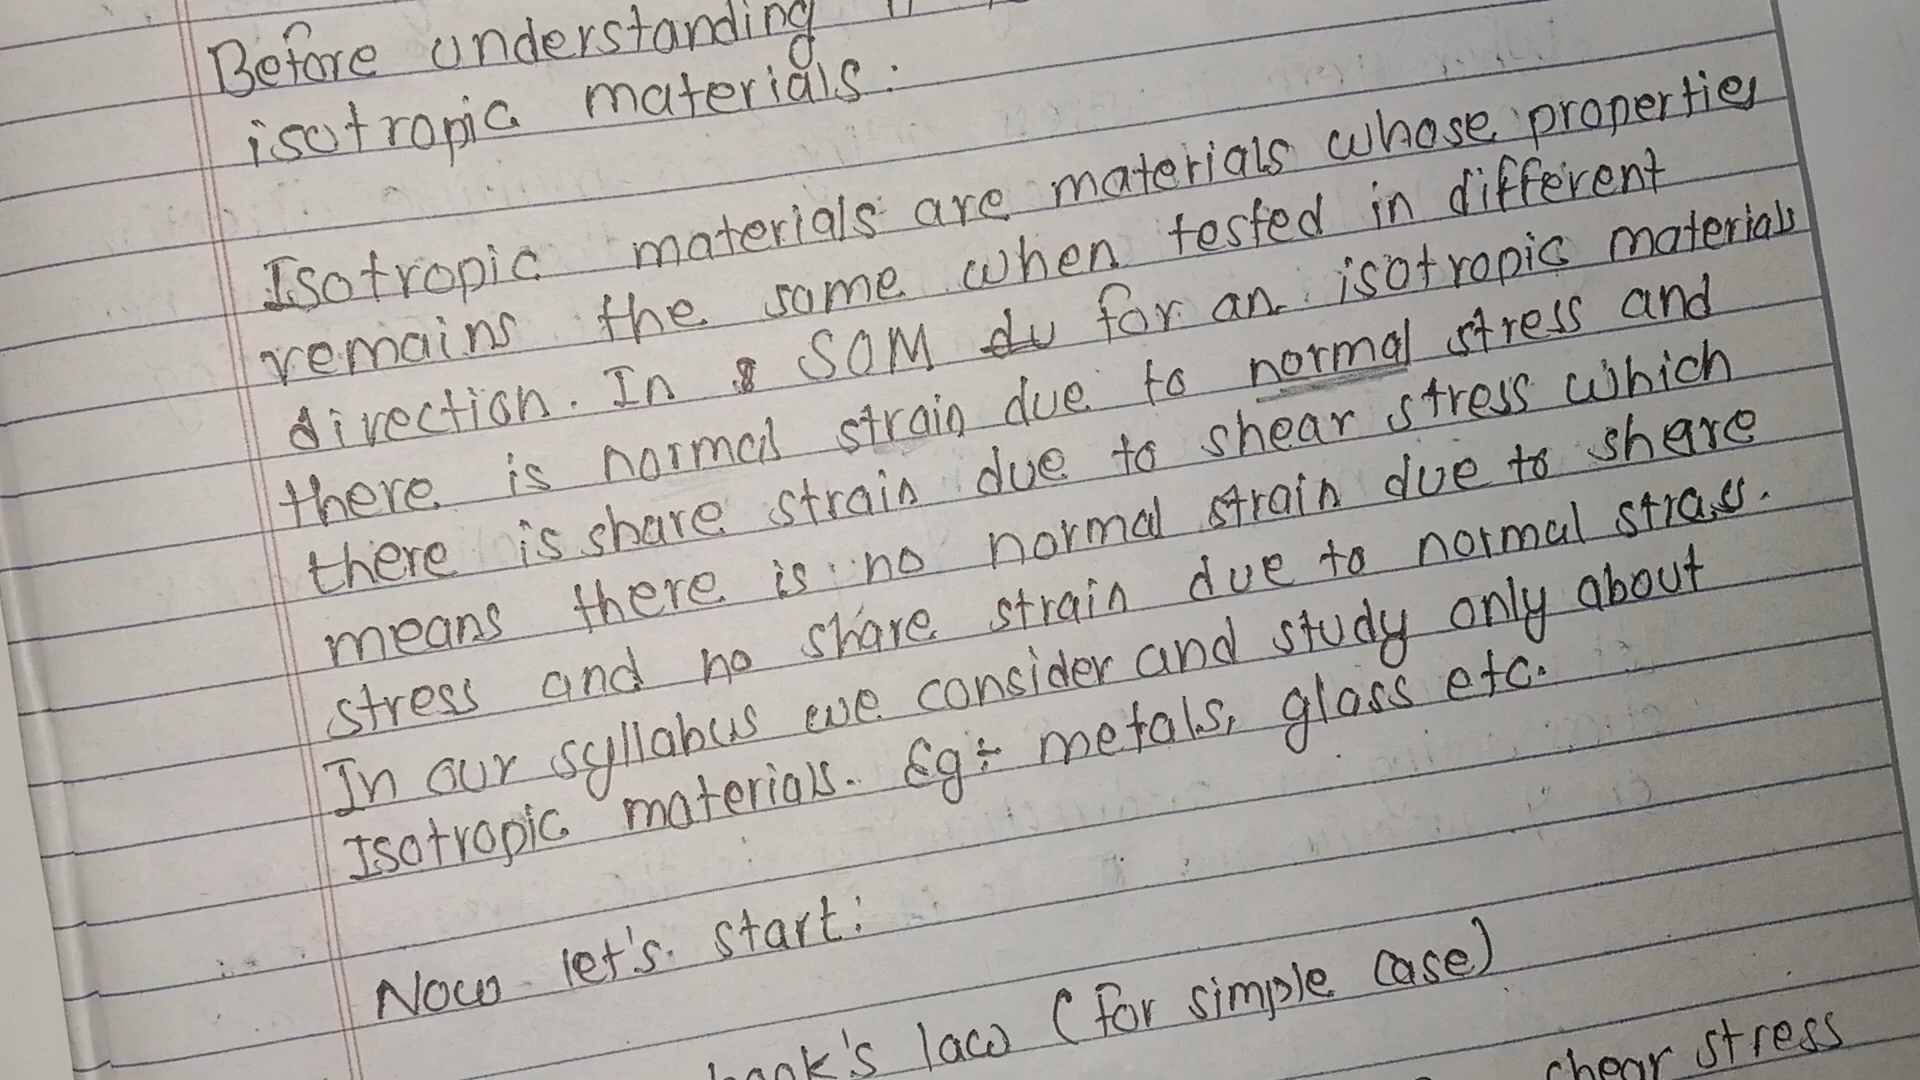 Before understanding
isotropic materials:
Isotropic materials are materials whose properties
remains the same when tested in different
direction. In SOM du for an isotropic materials
there is normal strain due to normal stress and
there is share strain due to shear stress which
means there is no normal strain due to share
stress and no share strain due to normal stress.
In our syllabus we consider and study only about
Isotropic materials. Eg:- metals, glass etc.
Now let's start:
hook's law (for simple case)
shear stress